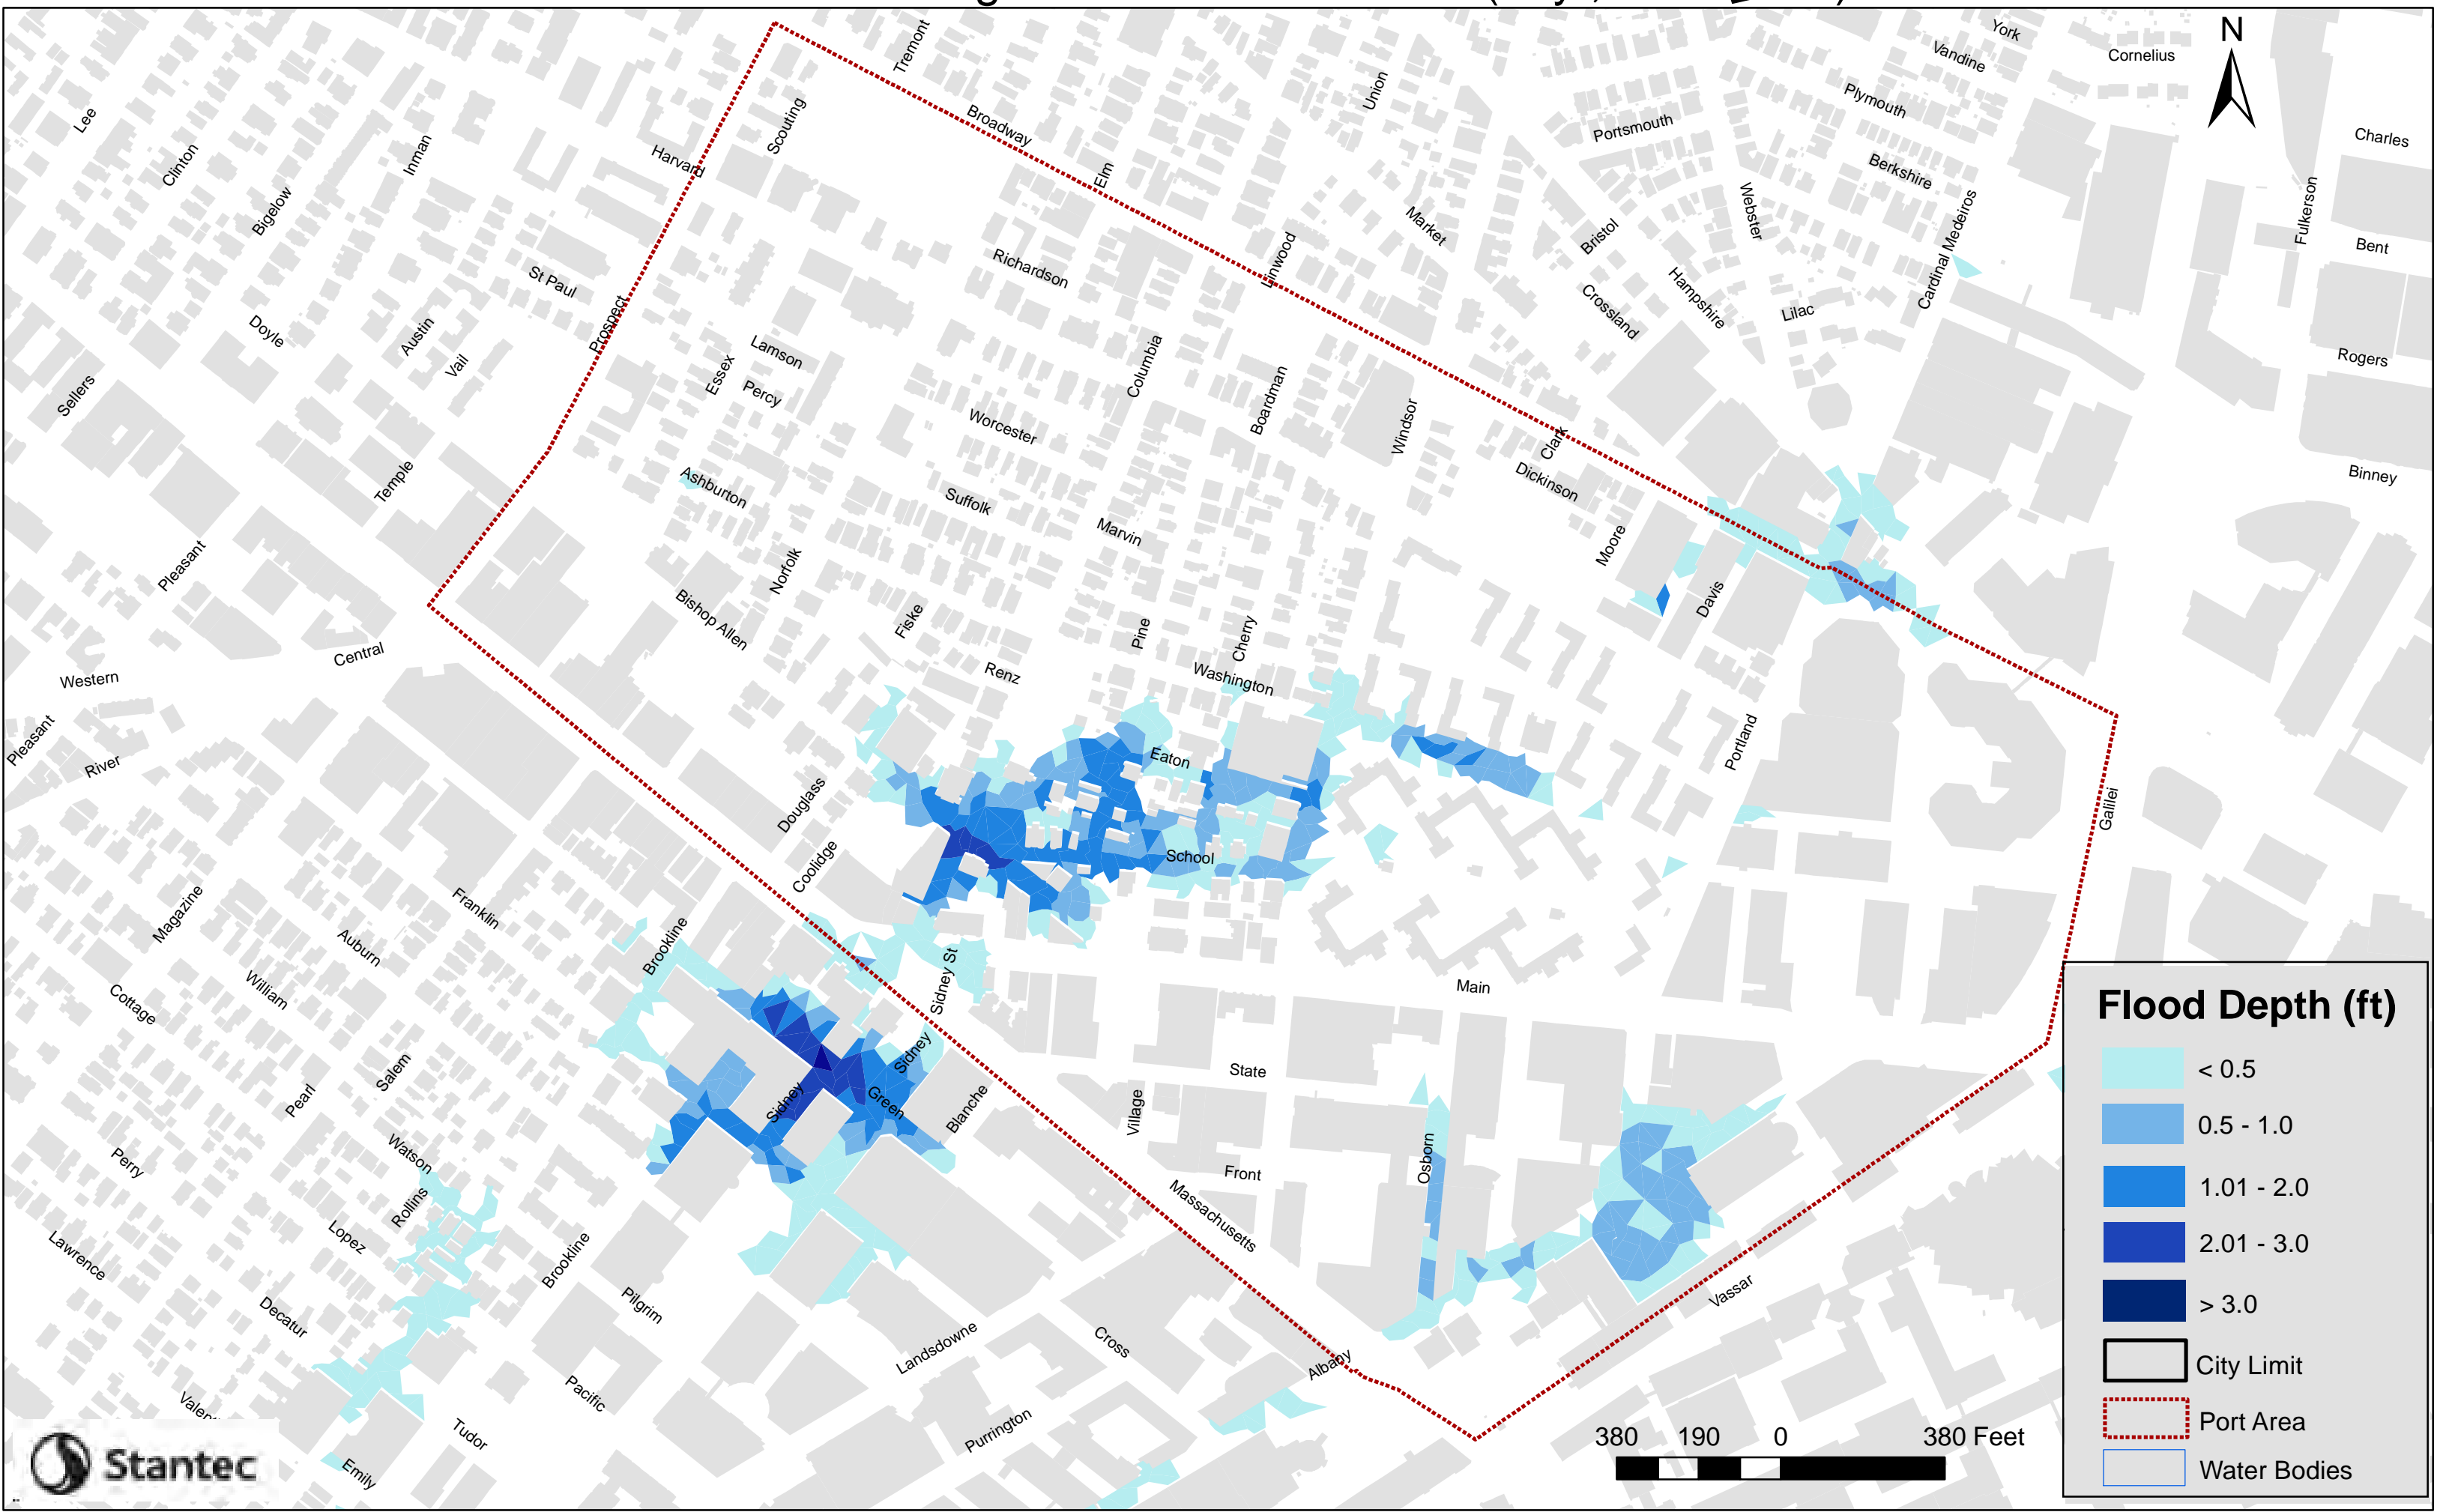 N
Tremont
York
Vandine
Cornelius
Lee
Scouting
Broadway
Union
Plymouth
Portsmouth
Charles
Clinton
Inman
Harvard
Elm
Berkshire
Bigelow
Market
Webster
Cardinal Medeiros
Fulkerson
Bent
Bristol
Linwood
Richardson
St Paul
Hampshire
Crossland
Lilac
Prospect
Doyle
Austin
Vail
Lamson
Essex
Percy
Columbia
Boardman
Rogers
Sellers
Worcester
Windsor
Clark
Dickinson
Binney
Temple
Ashburton
Suffolk
Marvin
Moore
Pleasant
Norfolk
Bishop Allen
Fiske
Pine
Cherry
Davis
Central
Western
Renz
Washington
Pleasant
River
Eaton
Portland
Douglass
Galilei
Coolidge
School
Magazine
Franklin
Auburn
Brookline
William
Cottage
Sidney St
Main
Salem
Pearl
Sidney
State
Sidney
Green
Blanche
Village
Watson
Perry
Osborn
Front
Massachusetts
Rollins
Lopez
Lawrence
Brookline
Vassar
Pilgrim
Decatur
Landsdowne
Cross
Albany
Pacific
Tudor
Purrington
Emily
Stantec
380 190 0 380 Feet
Flood Depth (ft)
< 0.5
0.5 - 1.0
1.01 - 2.0
2.01 - 3.0
> 3.0
City Limit
Port Area
Water Bodies